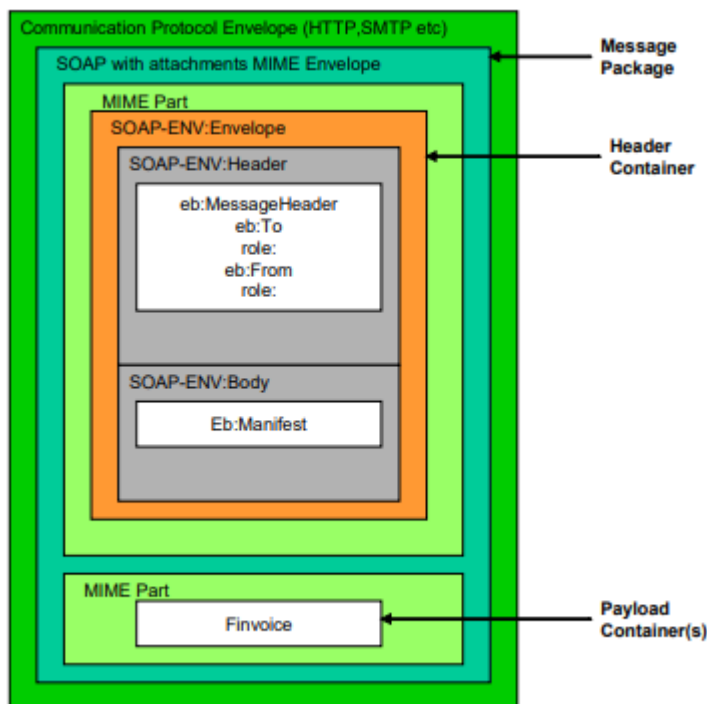 Communication Protocol Envelope (HTTP,SMTP etc)
SOAP with attachments MIME Envelope
Message
Package
MIME Part
SOAP-ENV:Envelope
Header
Container
SOAP-ENV:Header
eb:MessageHeader
eb:To
role:
eb:From
role:
SOAP-ENV:Body
Eb:Manifest
MIME Part
Finvoice
Payload
Container(s)